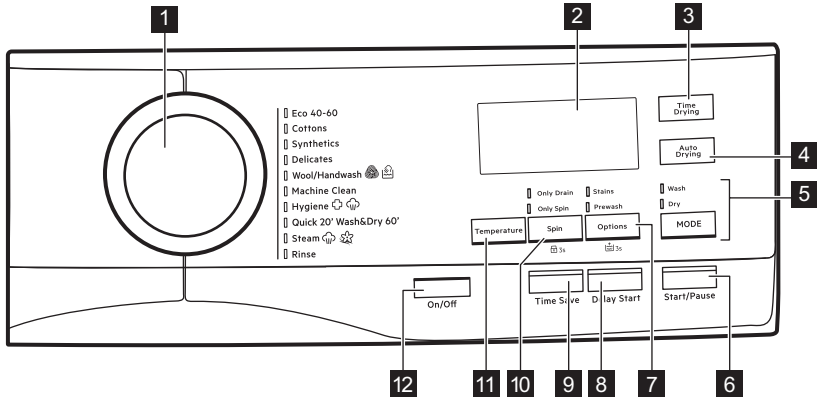 1
2
3
Eco 40-60
Cottons
Synthetics
Delicates
Wool/Handwash
Machine Clean
Hygiene
Quick 20' Wash&Dry 60'
Steam
Rinse
Time
Drying
Auto
Drying
4
5
Only Drain
Stains
Wash
Only Spin
Prewash
Dry
Temperature
Spin
Options
MODE
3s
3s
On/Off
Time Save
Delay Start
Start/Pause
12
11
10
9
8
7
6